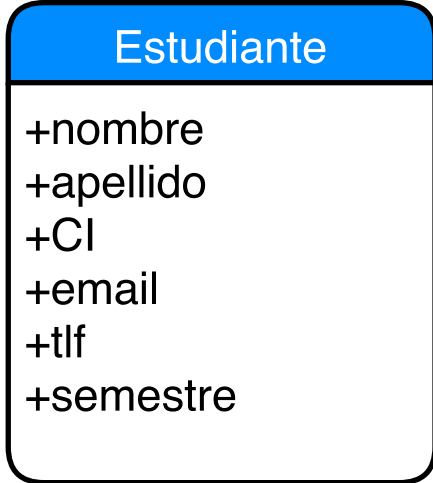 Estudiante
+nombre
+apellido
+CI
+email
+tlf
+semestre